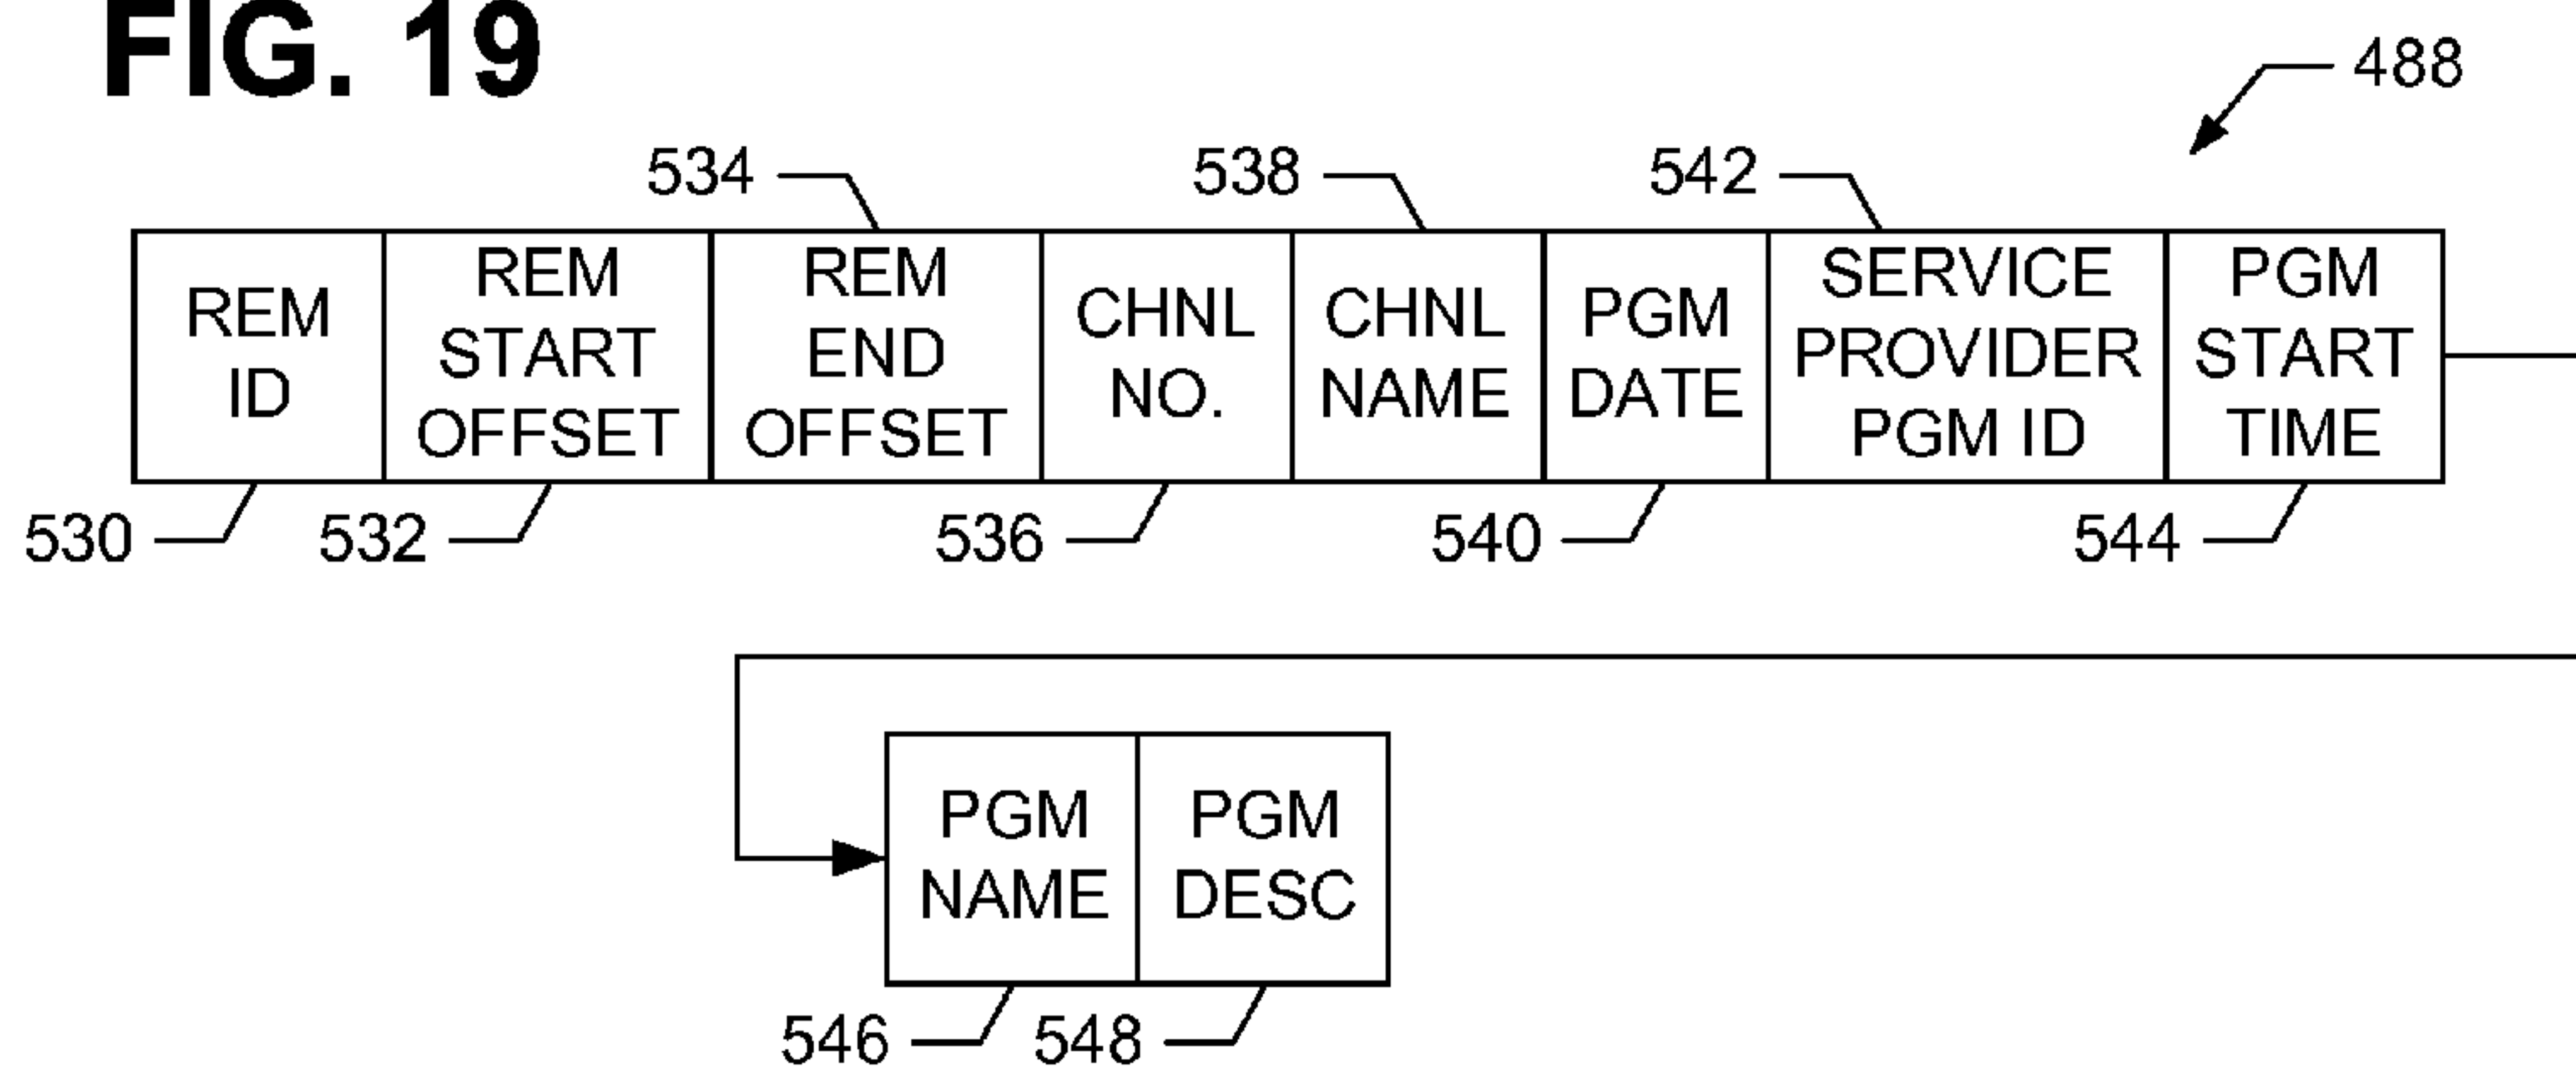 FIG. 19
488
534
538
542
REM
ID
REM
START
OFFSET
REM
END
OFFSET
CHNL
NO.
CHNL
NAME
PGM
DATE
SERVICE
PROVIDER
PGM ID
PGM
START
TIME
530
532
536
540
544
PGM
NAME
PGM
DESC
546
548